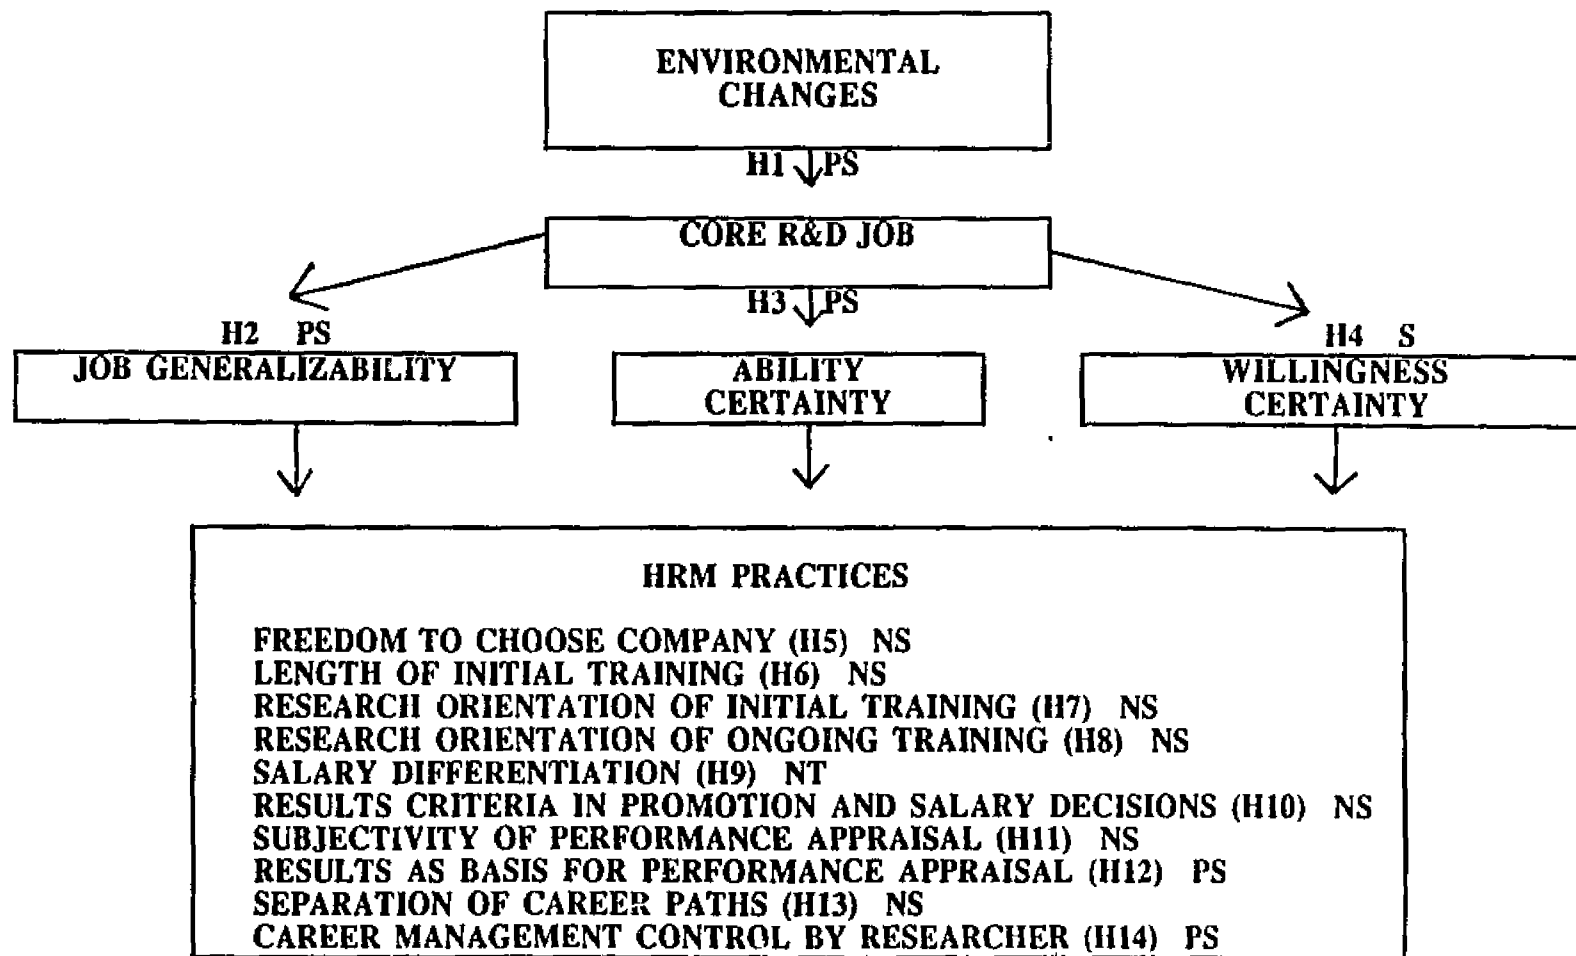 ENVIRONMENTAL
CHANGES
H1 PS
CORE R&D JOB
H3 PS
H2 PS
H4 S
JOB GENERALIZABILITY
ABILITY
CERTAINTY
WILLINGNESS
CERTAINTY
HRM PRACTICES
FREEDOM TO CHOOSE COMPANY (H5) NS
LENGTH OF INITIAL TRAINING (H6) NS
RESEARCH ORIENTATION OF INITIAL TRAINING (H7) NS
RESEARCH ORIENTATION OF ONGOING TRAINING (H8) NS
SALARY DIFFERENTIATION (H9) NT
RESULTS CRITERIA IN PROMOTION AND SALARY DECISIONS (H10) NS
SUBJECTIVITY OF PERFORMANCE APPRAISAL (H11) NS
RESULTS AS BASIS FOR PERFORMANCE APPRAISAL (H12) PS
SEPARATION OF CAREER PATHS (H13) NS
CAREER MANAGEMENT CONTROL BY RESEARCHER (H14) PS